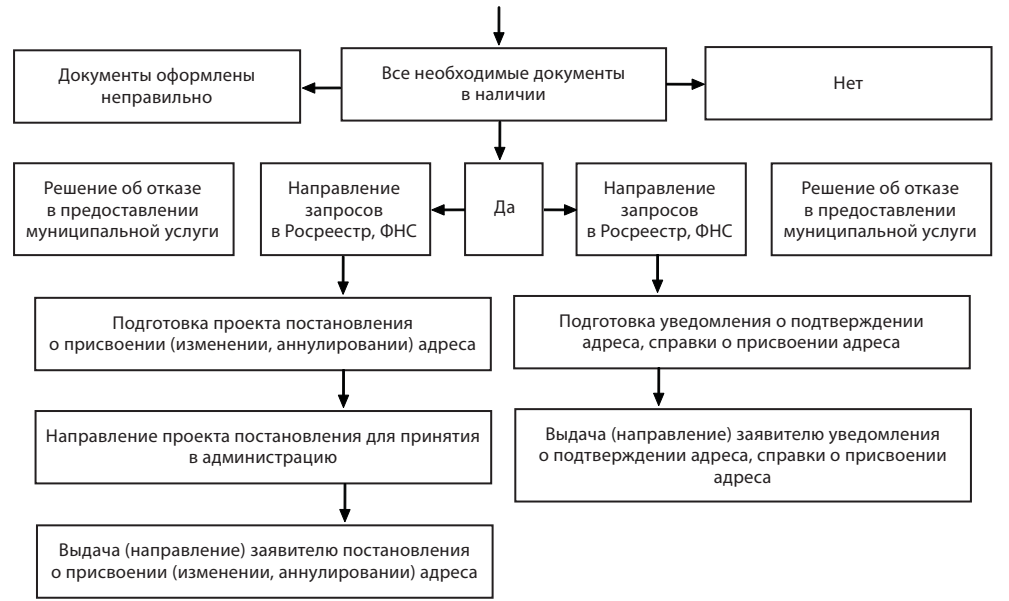 Документы оформлены
неправильно
Все необходимые документы
в наличии
Нет
Решение об отказе
в предоставлении
муниципальной услуги
Направление
запросов
в Росреестр, ФНС
Да
Направление
запросов
в Росреестр, ФНС
Решение об отказе
в предоставлении
муниципальной услуги
Подготовка проекта постановления
о присвоении (изменении, аннулировании) адреса
Подготовка уведомления о подтверждении
адреса, справки о присвоении адреса
Направление проекта постановления для принятия
в администрацию
Выдача (направление) заявителю уведомления
о подтверждении адреса, справки о присвоении
адреса
Выдача (направление) заявителю постановления
о присвоении (изменении, аннулировании) адреса